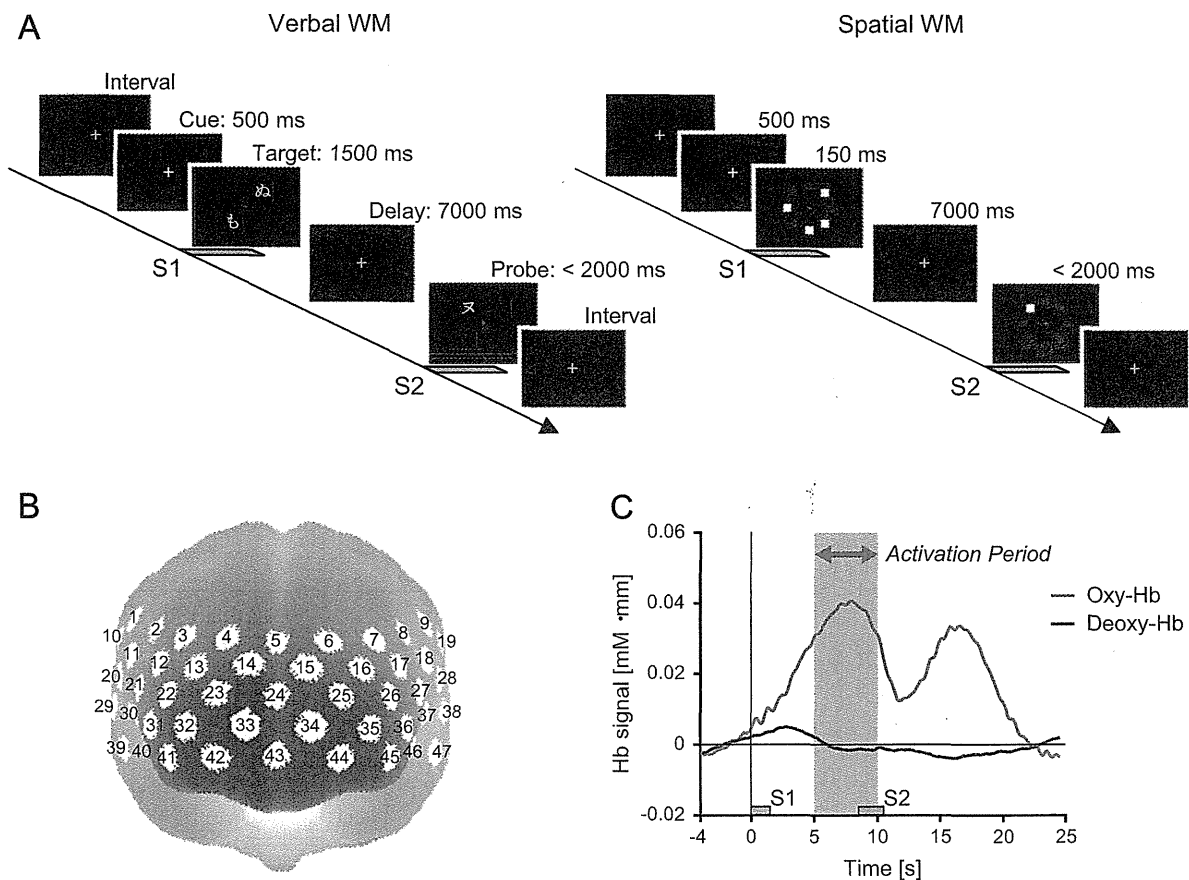 A
Verbal WM
Interval
Cue: 500 ms
Target: 1500 ms
ぬ
も
Delay: 7000 ms
S1
Probe: < 2000 ms
ヌ
Interval
S2
Spatial WM
500 ms
150 ms
7000 ms
S1
< 2000 ms
S2
B
1 2 3 4 5 6 7 8 9
10 11 12 13 14 15 16 17 18 19
20 21 22 23 24 25 26 27 28
29 30 31 32 33 34 35 36 37 38
39 40 41 42 43 44 45 46 47
C
0.06
0.04
0.02
0
-0.02
Hb signal [mM •mm]
Activation Period
Oxy-Hb
Deoxy-Hb
S1
S2
-4 0 5 10 15 20 25
Time [s]